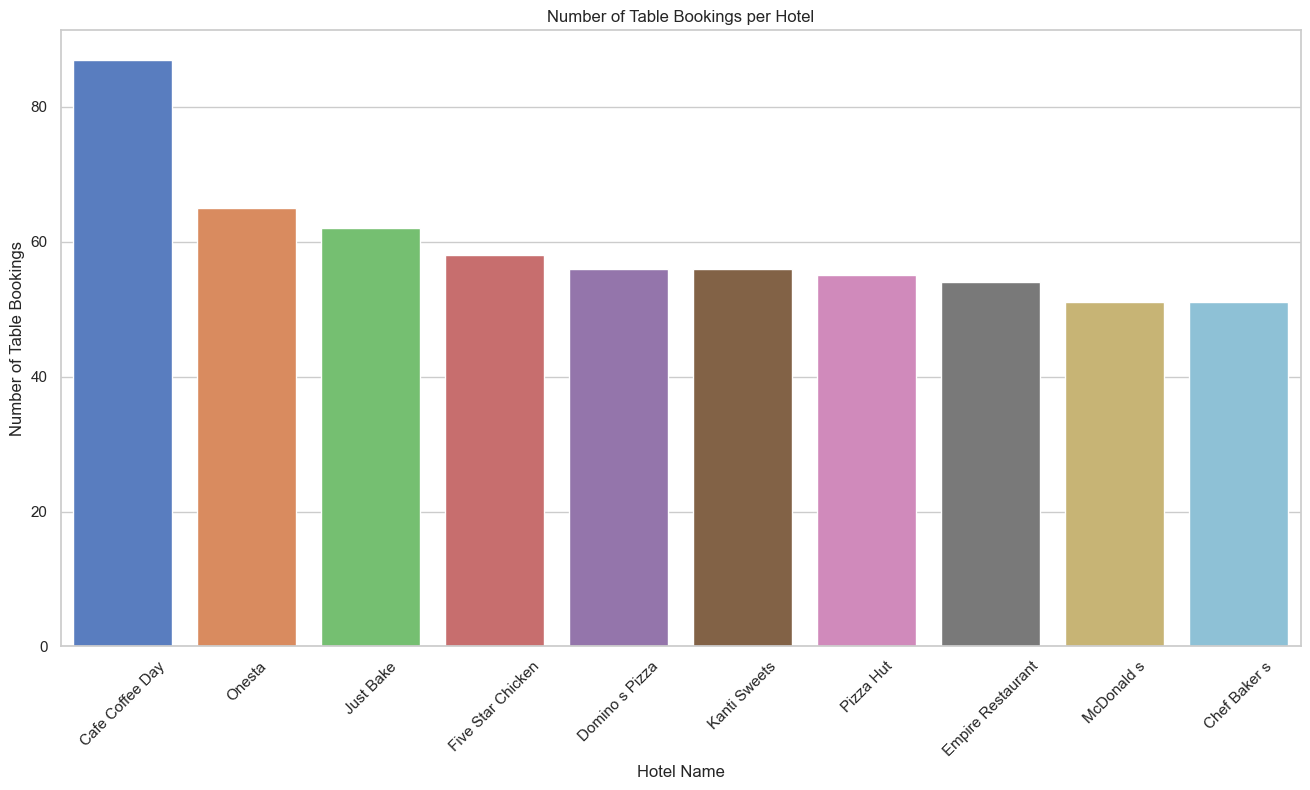 Number of Table Bookings per Hotel
Number of Table Bookings
80
60
40
20
0
Cafe Coffee Day
Onesta
Just Bake
Five Star Chicken
Domino s Pizza
Kanti Sweets
Pizza Hut
Empire Restaurant
McDonald s
Chef Baker s
Hotel Name